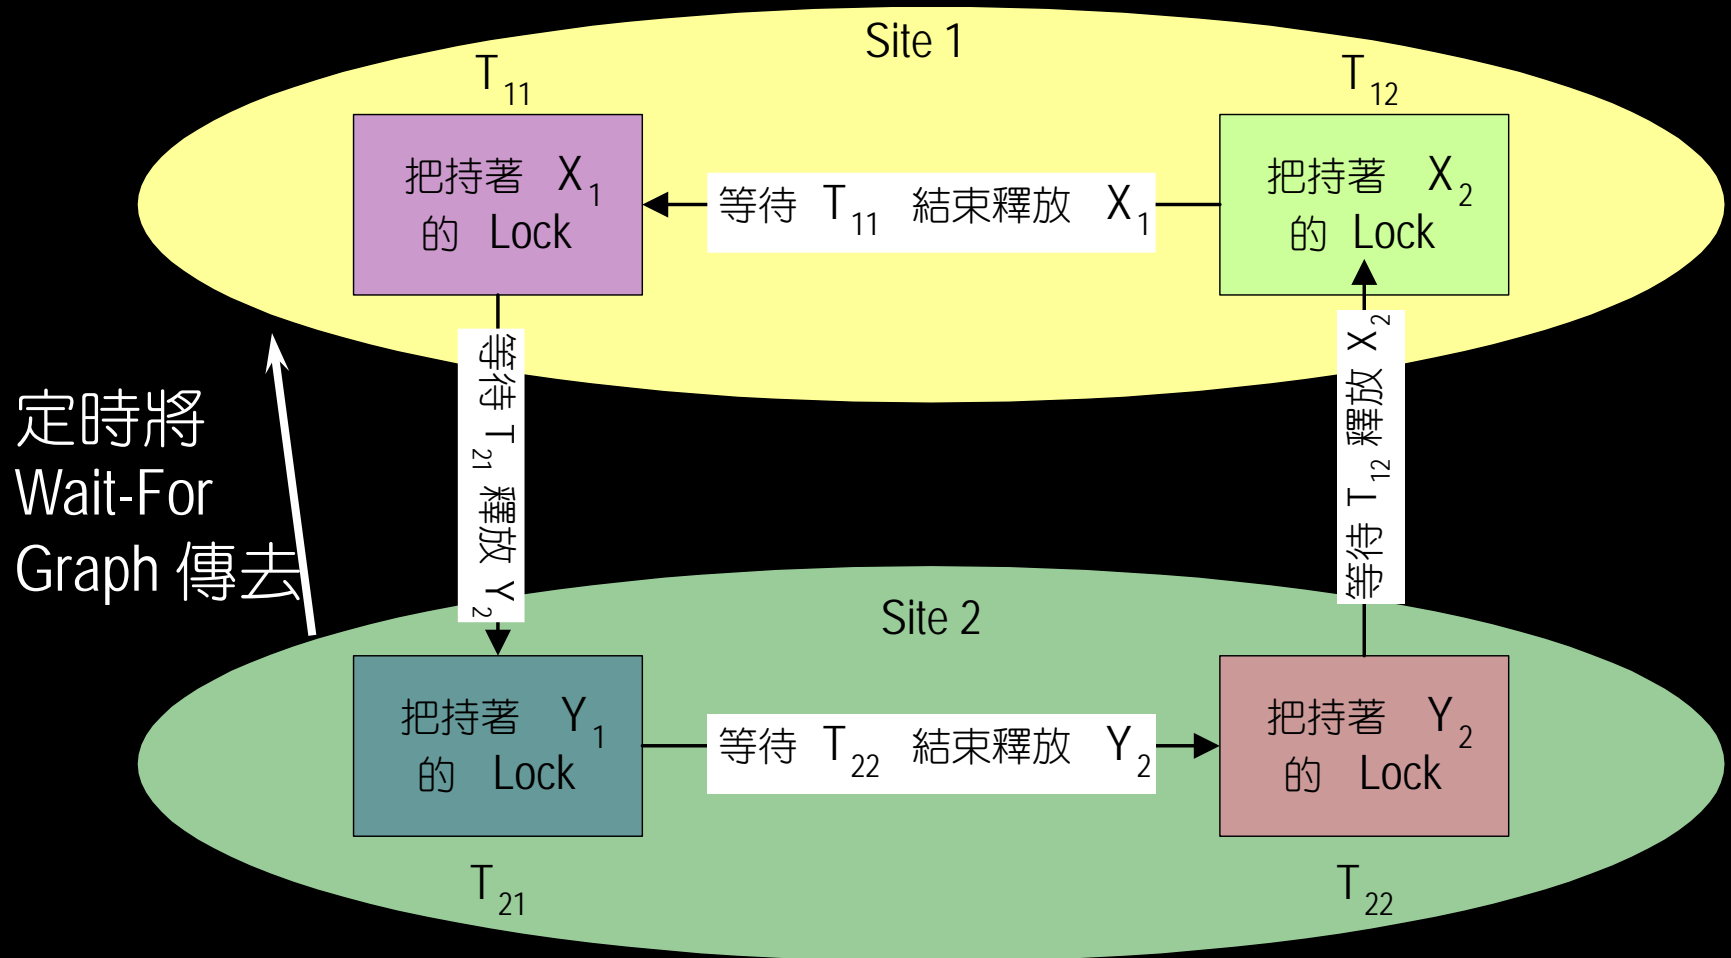 Site 1
T11
T12
把持著 X1
的 Lock
等待 T11 結束釋放 X1
把持著 X2
的 Lock
等待 T21 釋放 Y2
等待 T12 釋放 X2
定時將
Wait-For
Graph 傳去
Site 2
把持著 Y1
的 Lock
等待 T22 結束釋放 Y2
把持著 Y2
的 Lock
T21
T22